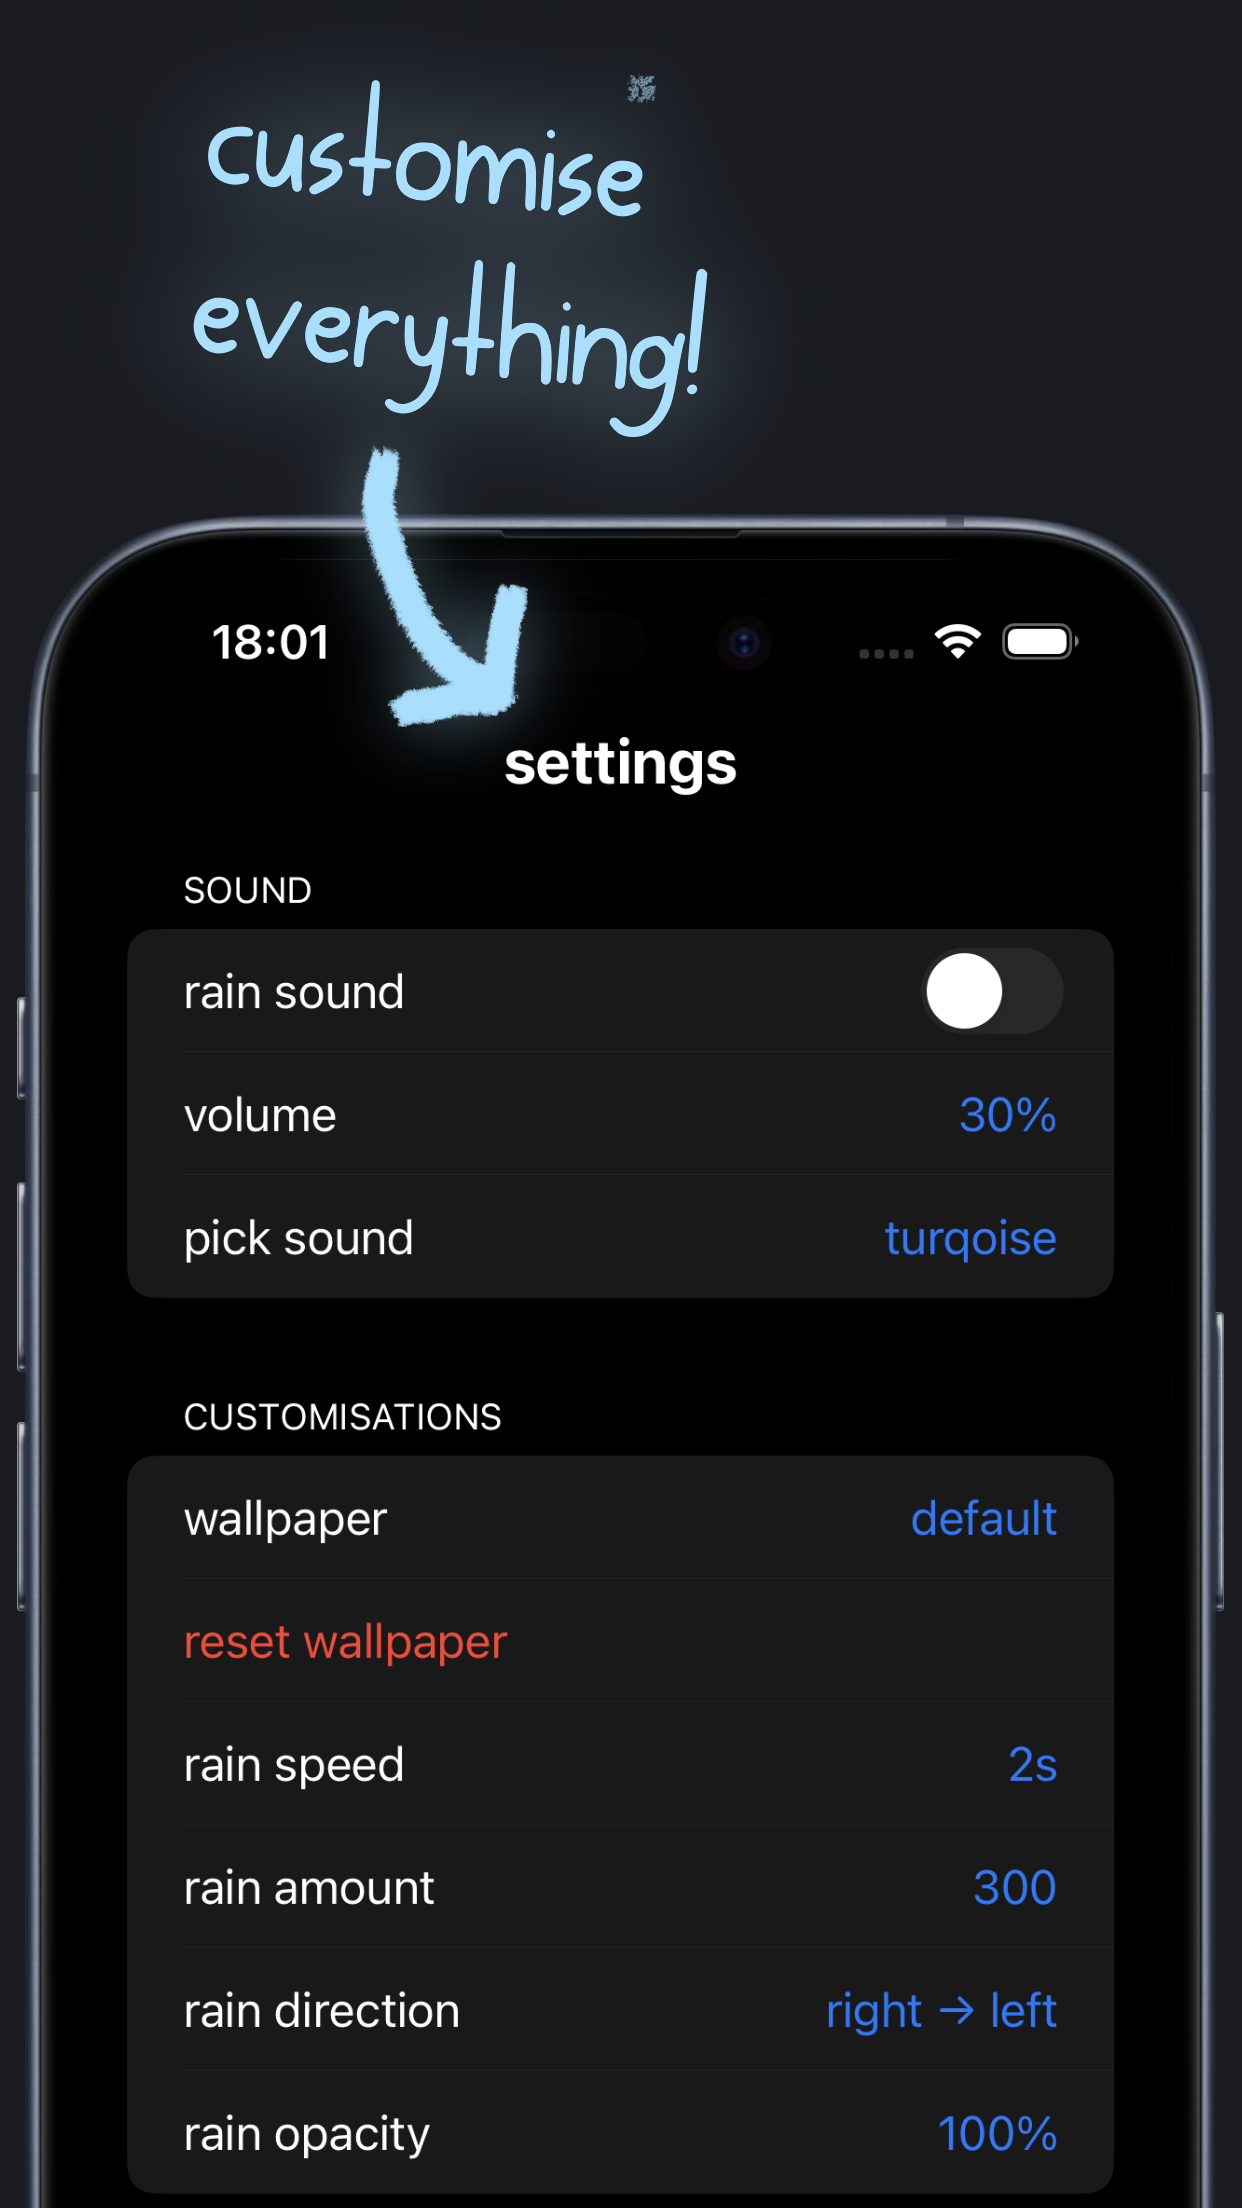 customise
everything!
18:01
settings
SOUND
rain sound
volume 30%
pick sound turqoise
CUSTOMISATIONS
wallpaper default
reset wallpaper
rain speed 2s
rain amount 300
rain direction right → left
rain opacity 100%